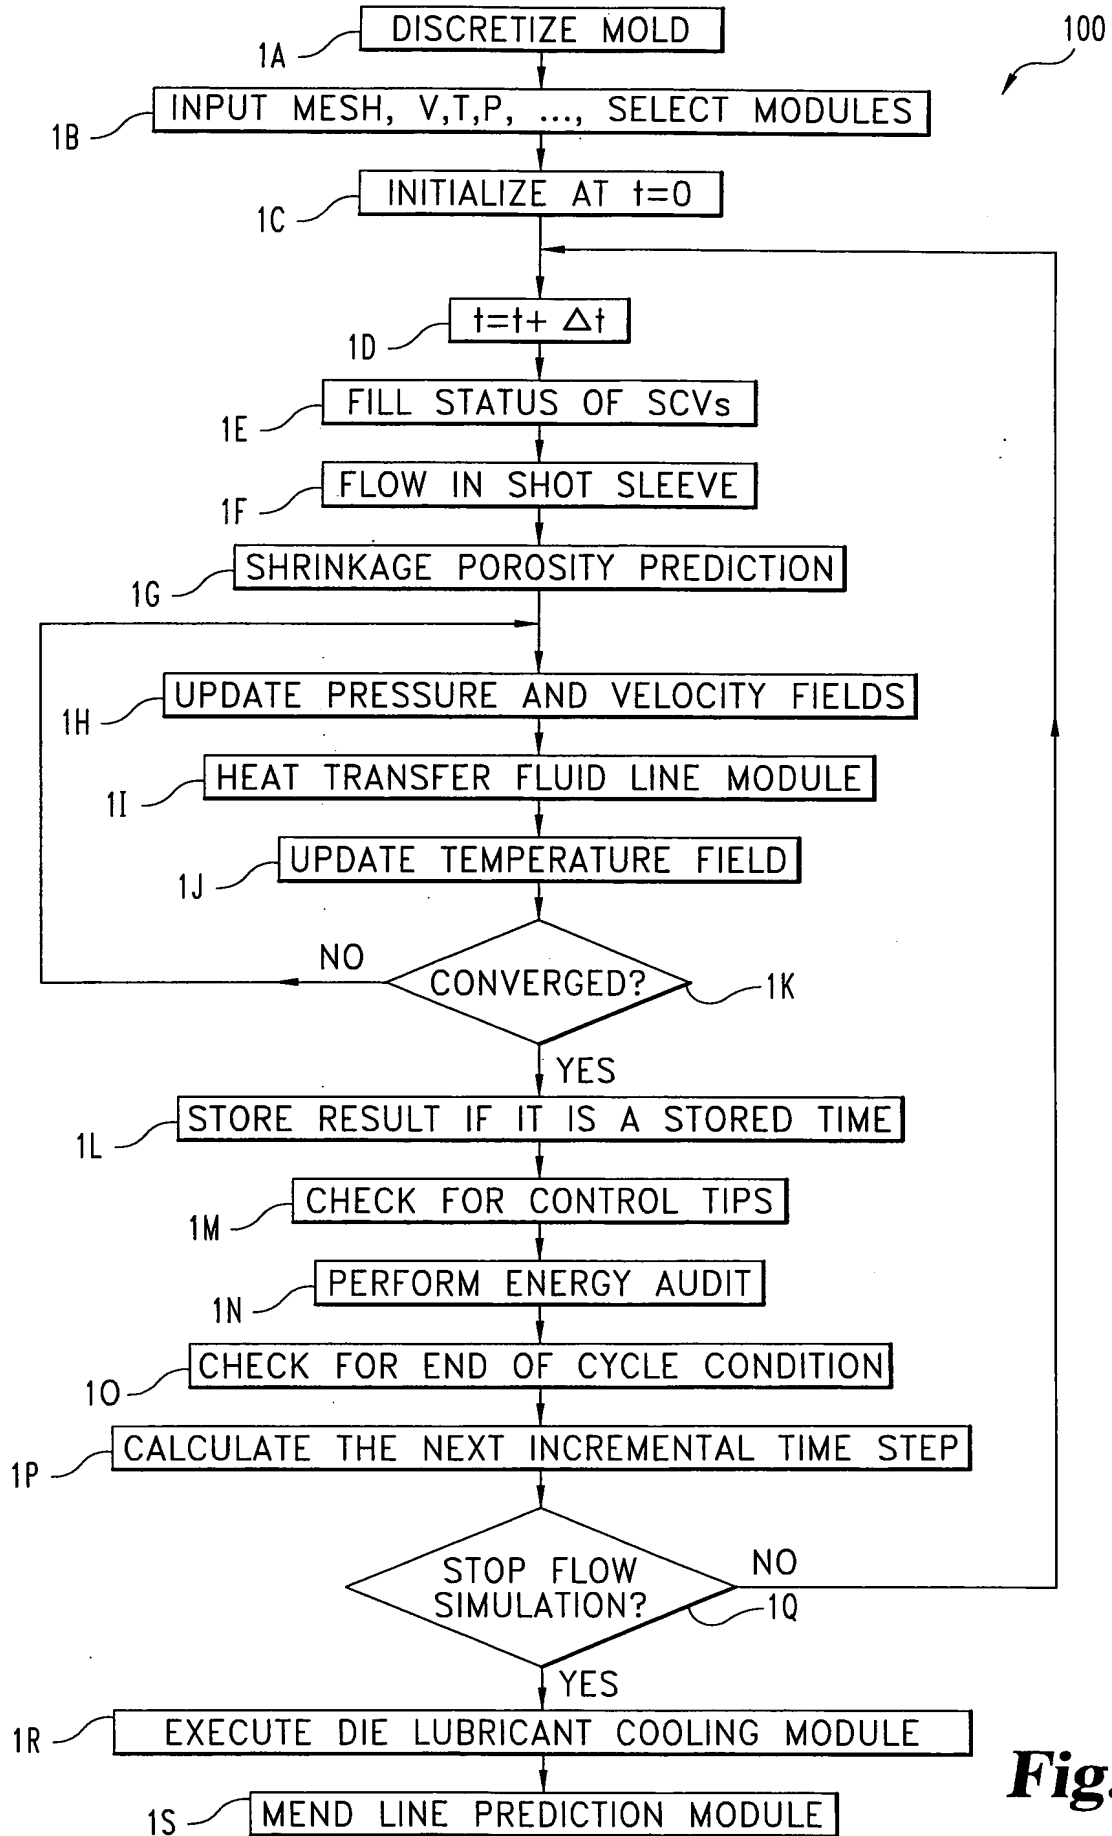 DISCRETIZE MOLD
1A
100
INPUT MESH, V,T,P, ..., SELECT MODULES
1B
INITIALIZE AT t=0
1C
t=t+ Δt
1D
FILL STATUS OF SCVs
1E
FLOW IN SHOT SLEEVE
1F
SHRINKAGE POROSITY PREDICTION
1G
UPDATE PRESSURE AND VELOCITY FIELDS
1H
HEAT TRANSFER FLUID LINE MODULE
1I
UPDATE TEMPERATURE FIELD
1J
NO
CONVERGED?
1K
YES
STORE RESULT IF IT IS A STORED TIME
1L
CHECK FOR CONTROL TIPS
1M
PERFORM ENERGY AUDIT
1N
CHECK FOR END OF CYCLE CONDITION
1O
CALCULATE THE NEXT INCREMENTAL TIME STEP
1P
STOP FLOW
SIMULATION?
NO
1Q
YES
EXECUTE DIE LUBRICANT COOLING MODULE
1R
Fig.
MEND LINE PREDICTION MODULE
1S